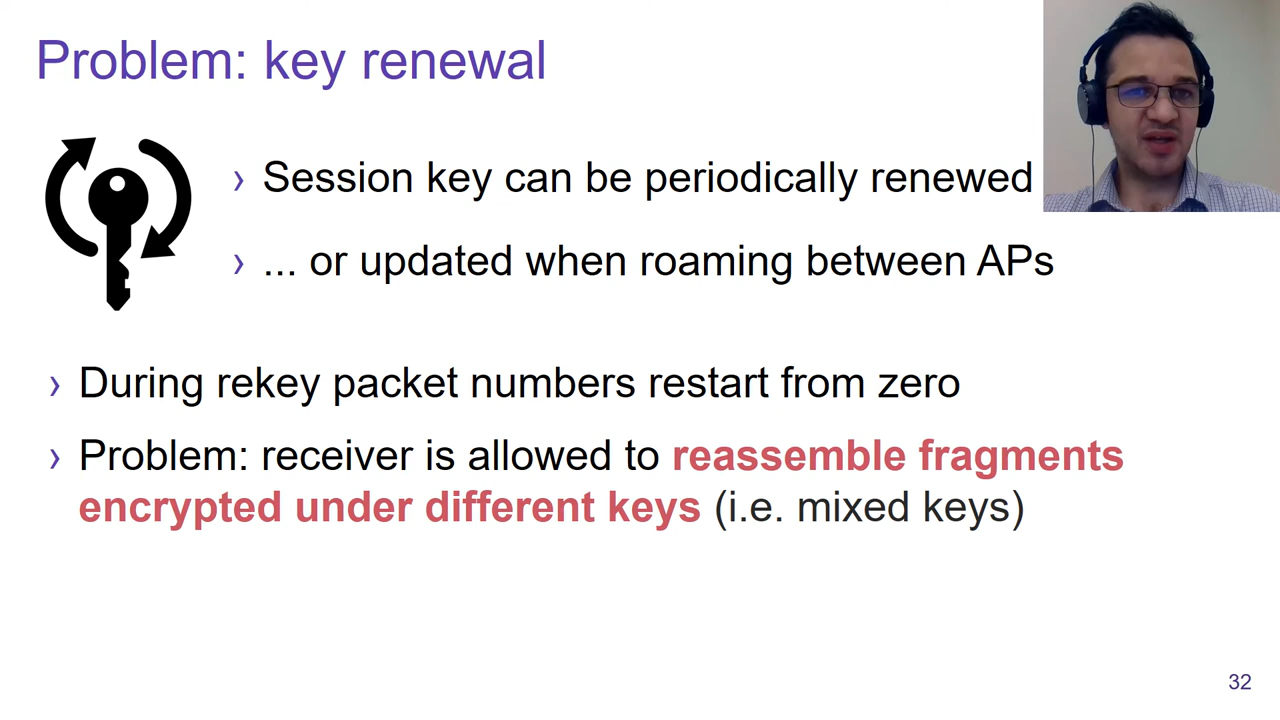 Problem: key renewal
› Session key can be periodically renewed
› ... or updated when roaming between APs
› During rekey packet numbers restart from zero
› Problem: receiver is allowed to reassemble fragments
encrypted under different keys (i.e. mixed keys)
32